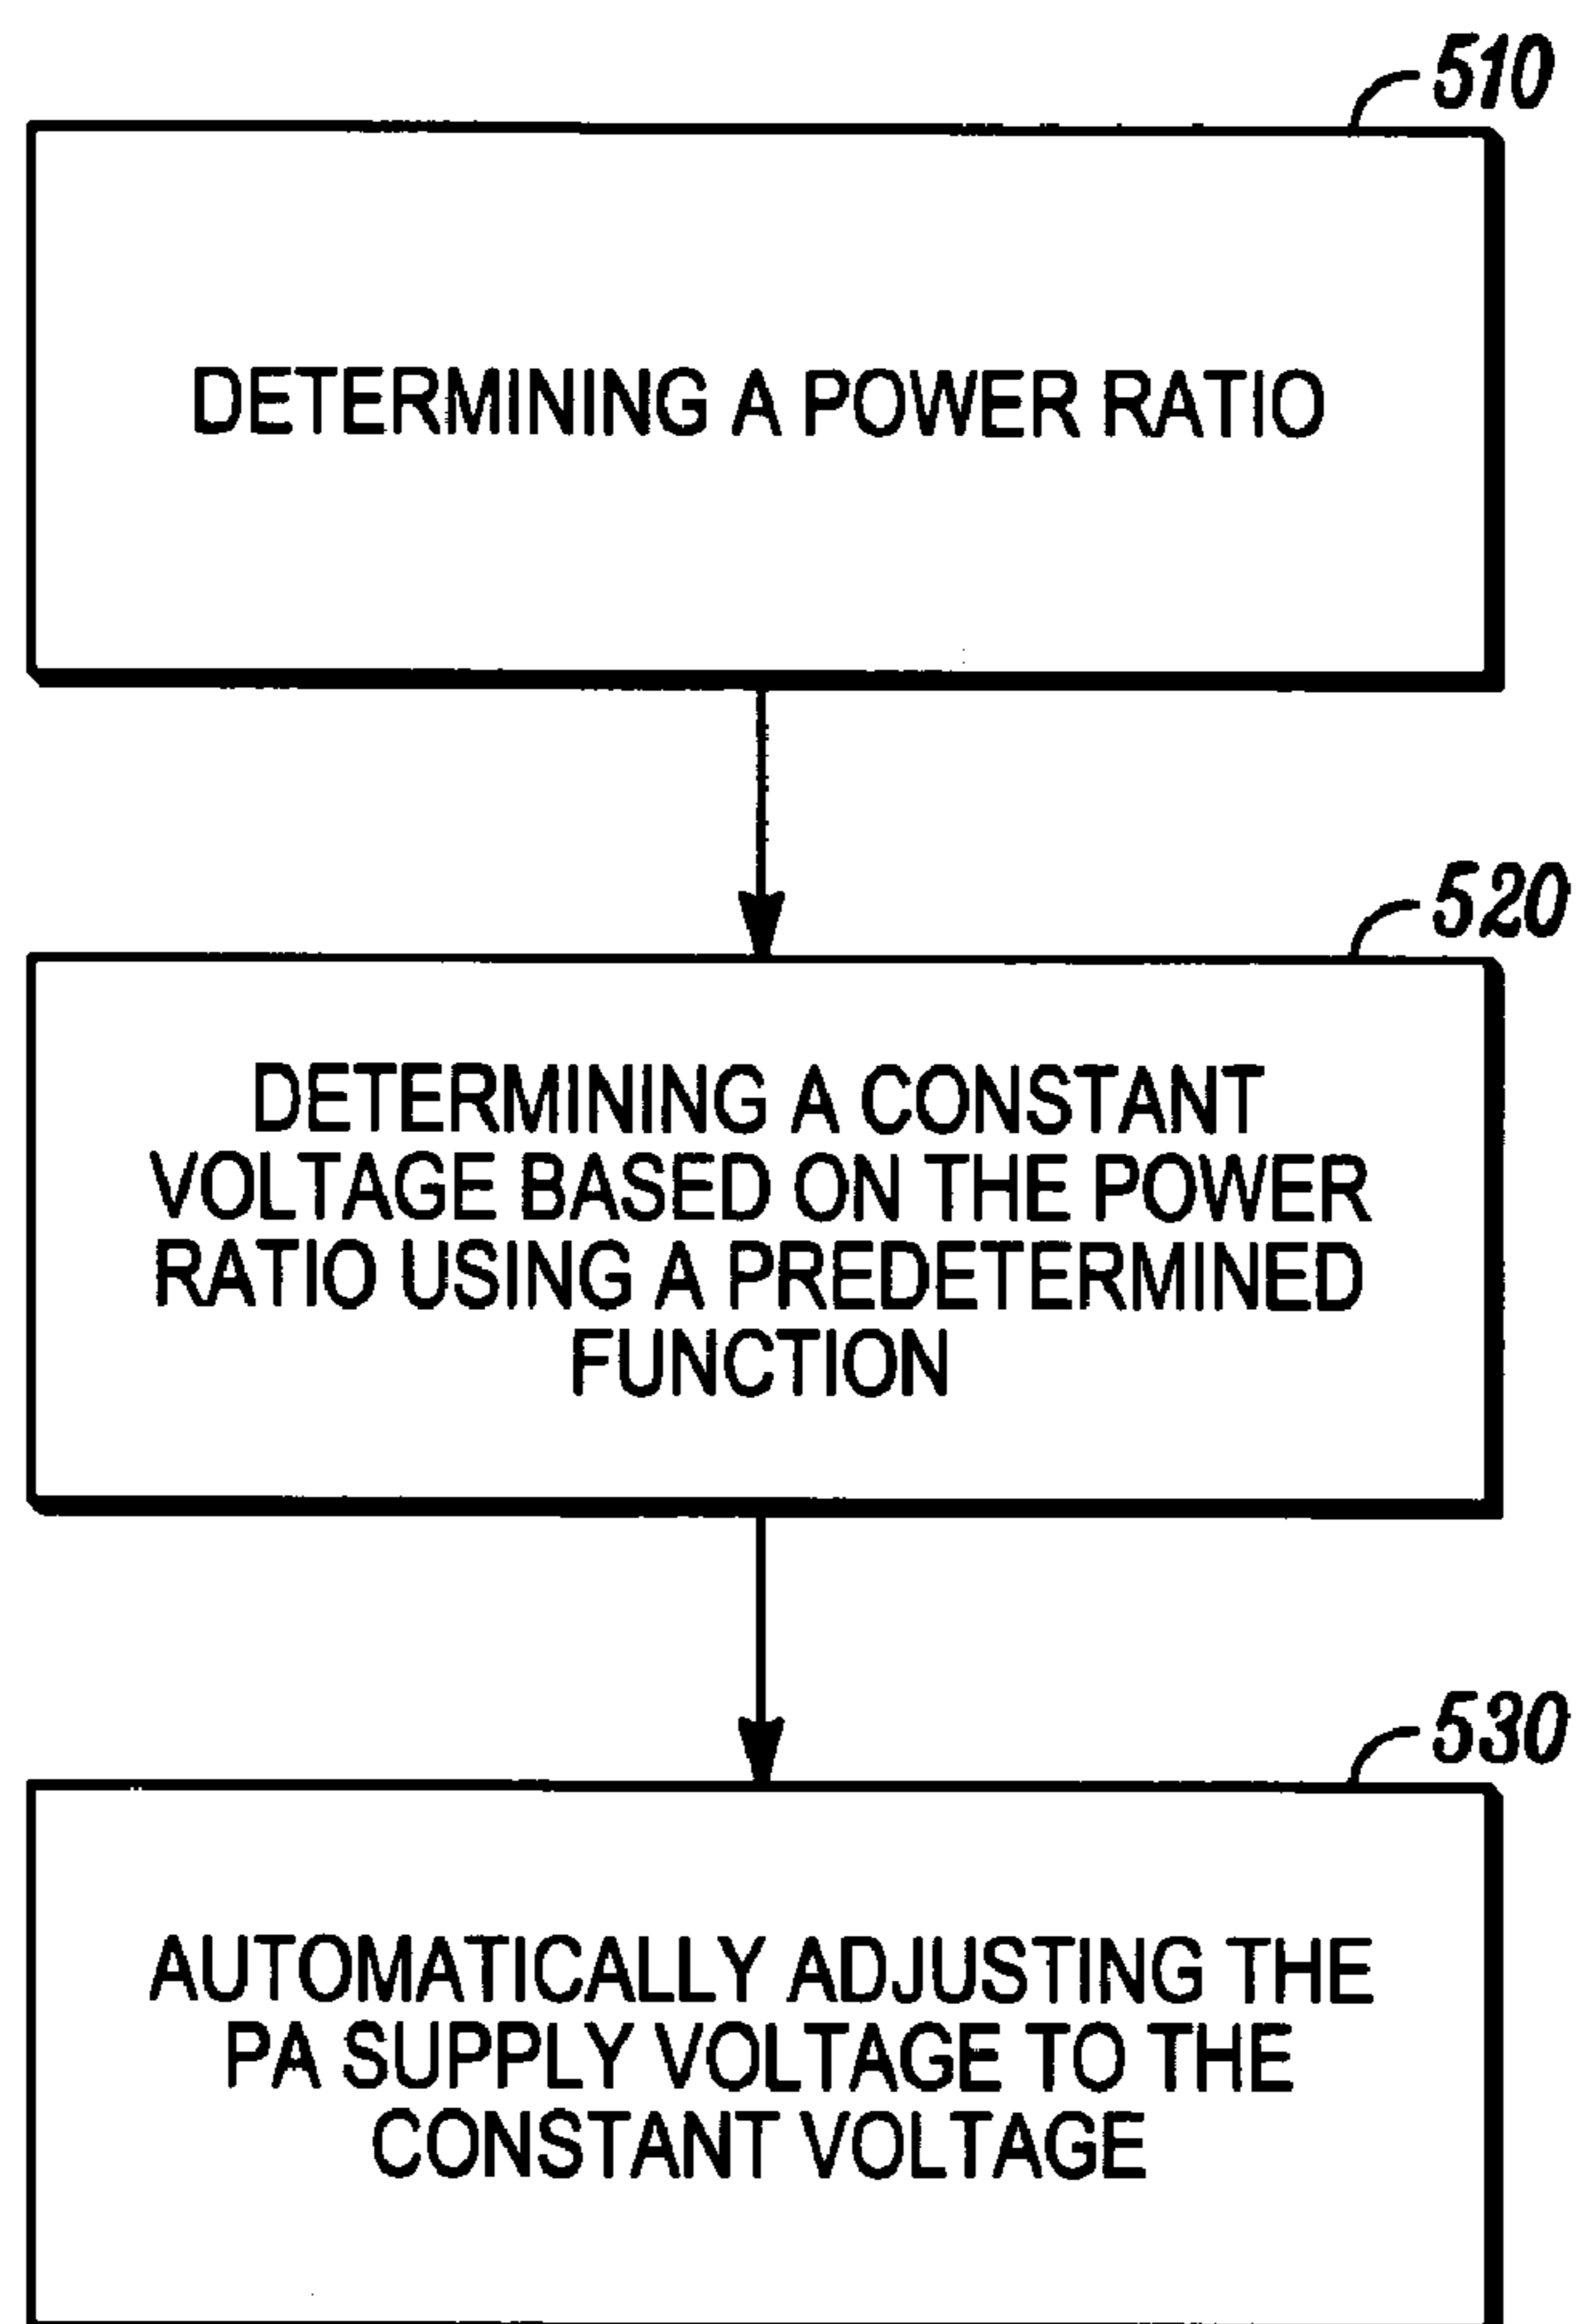 510
DETERMINING A POWER RATIO
520
DETERMINING A CONSTANT
VOLTAGE BASED ON THE POWER
RATIO USING A PREDETERMINED
FUNCTION
530
AUTOMATICALLY ADJUSTING THE
PA SUPPLY VOLTAGE TO THE
CONSTANT VOLTAGE